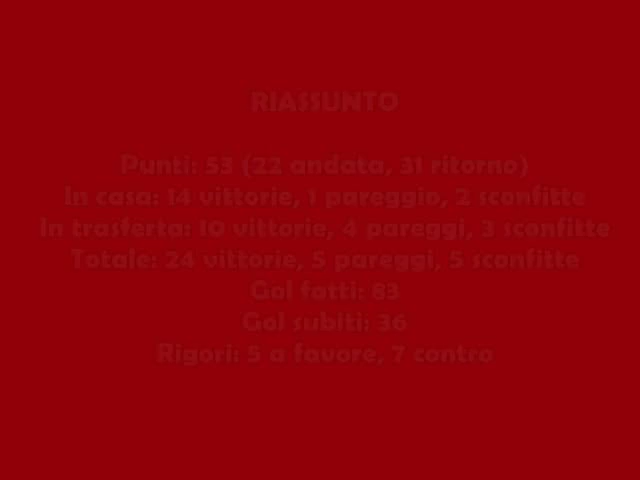 RIASSUNTO
Punti: 53 (22 andata, 31 ritorno)
In casa: 14 vittorie, 1 pareggio, 2 sconfitte
In trasferta: 10 vittorie, 4 pareggi, 3 sconfitte
Totale: 24 vittorie, 5 pareggi, 5 sconfitte
Gol fatti: 83
Gol subiti: 36
Rigori: 5 a favore, 7 contro